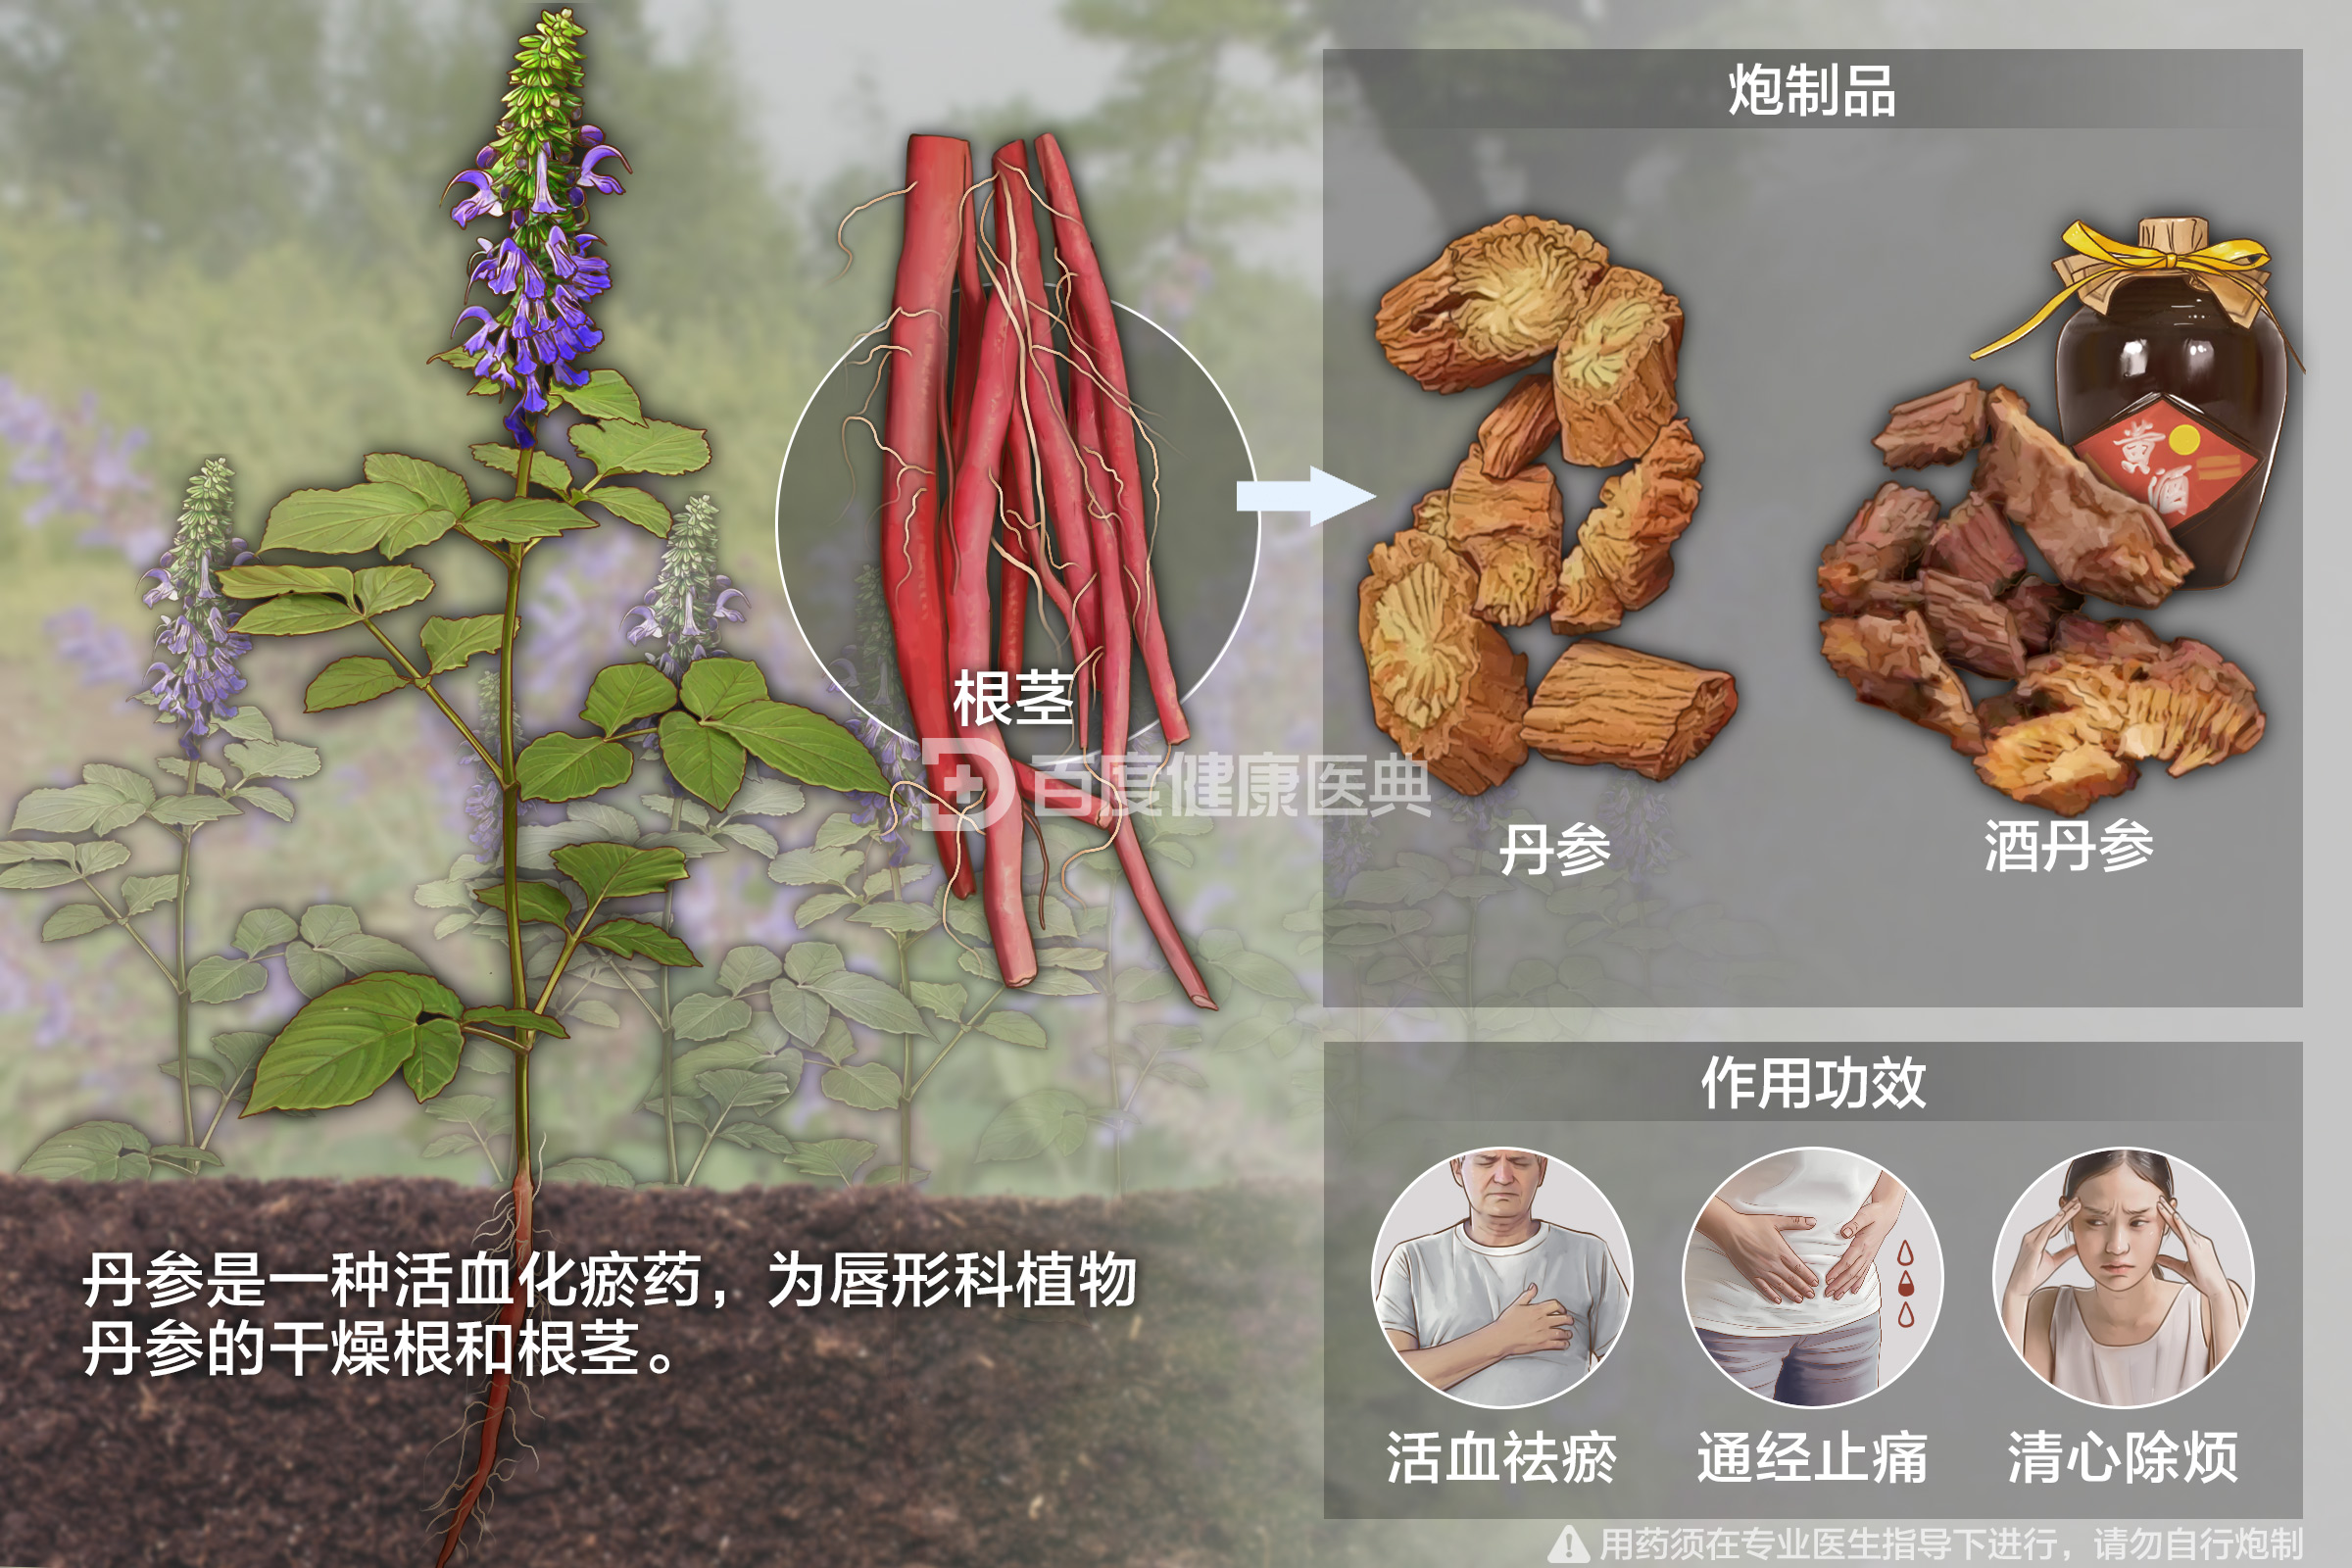 炮制品
黄
酒
根茎
百度健康医典
丹参
酒丹参
作用功效
丹参是一种活血化瘀药，为唇形科植物
丹参的干燥根和根茎。
活血祛瘀
通经止痛
清心除烦
用药须在专业医生指导下进行，请勿自行炮制